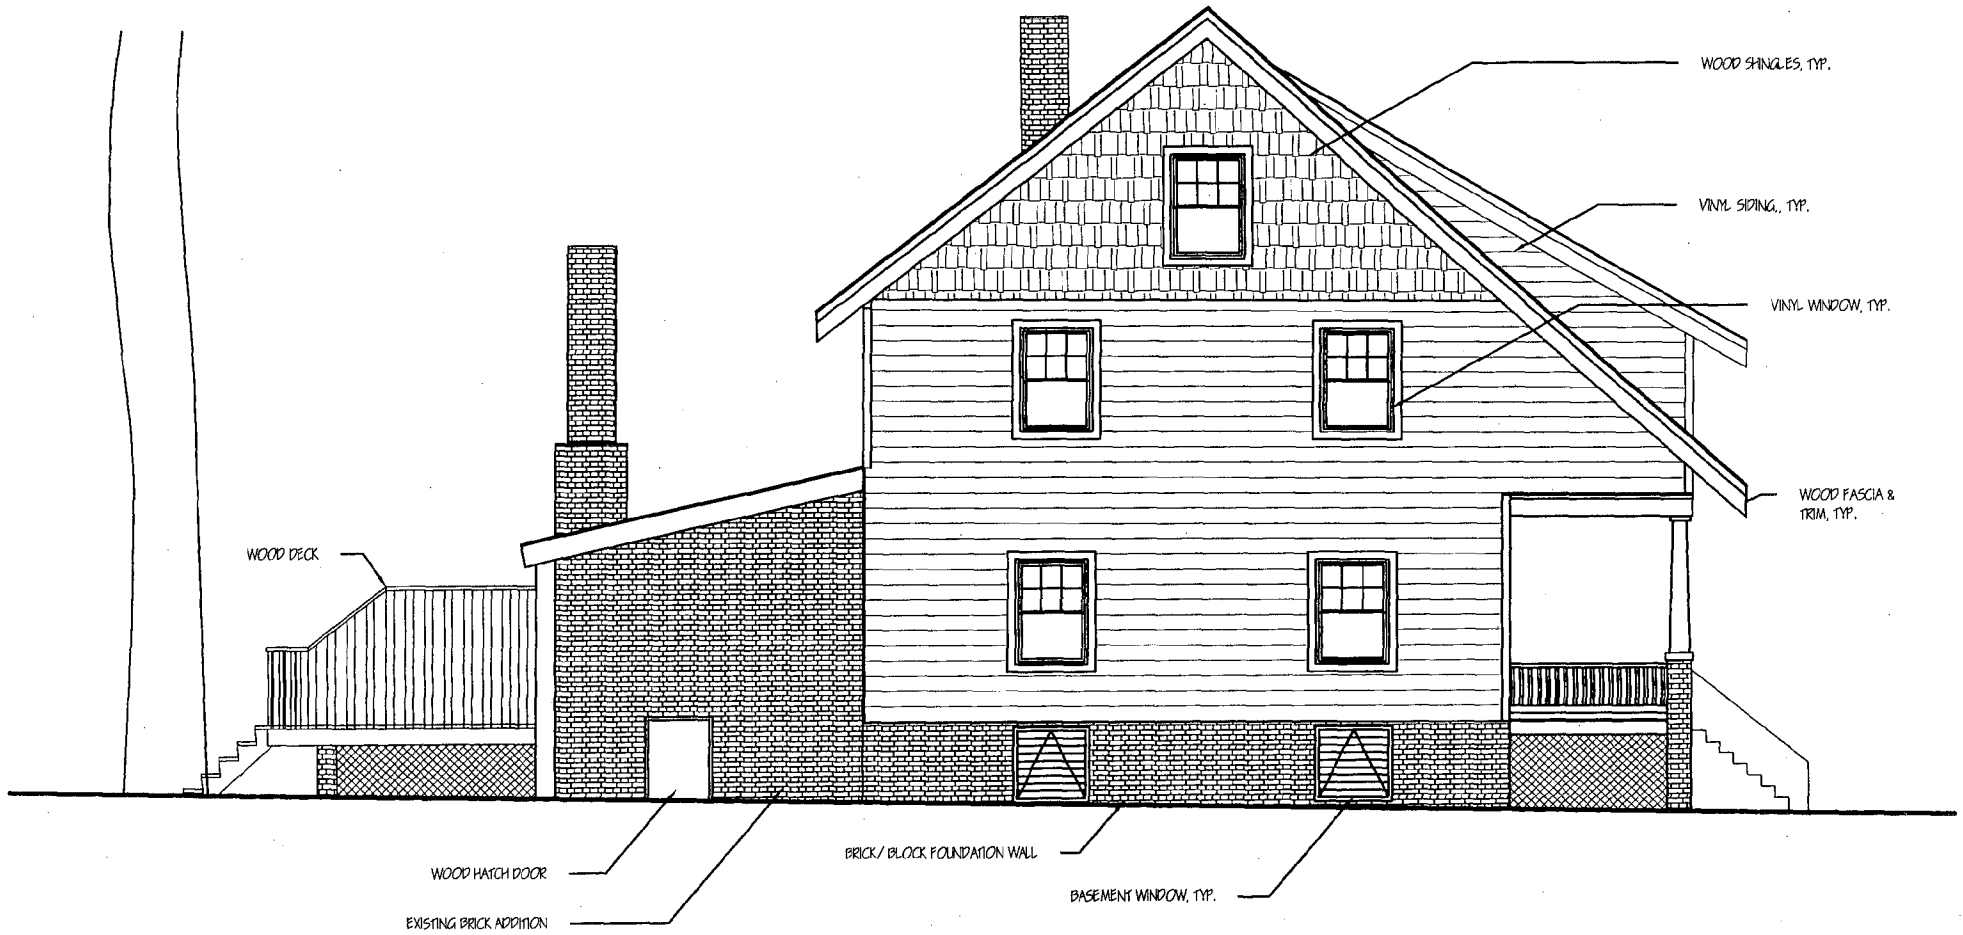 WOOD SHINGLES, TYP.
VINYL SIDING,, TYP.
VINYL WINDOW, TYP.
WOOD FASCIA &
TRIM, TYP.
WOOD DECK
BRICK/ BLOCK FOUNDATION WALL
WOOD HATCH DOOR
BASEMENT WINDOW, TYP.
EXISTING BRICK ADDITION